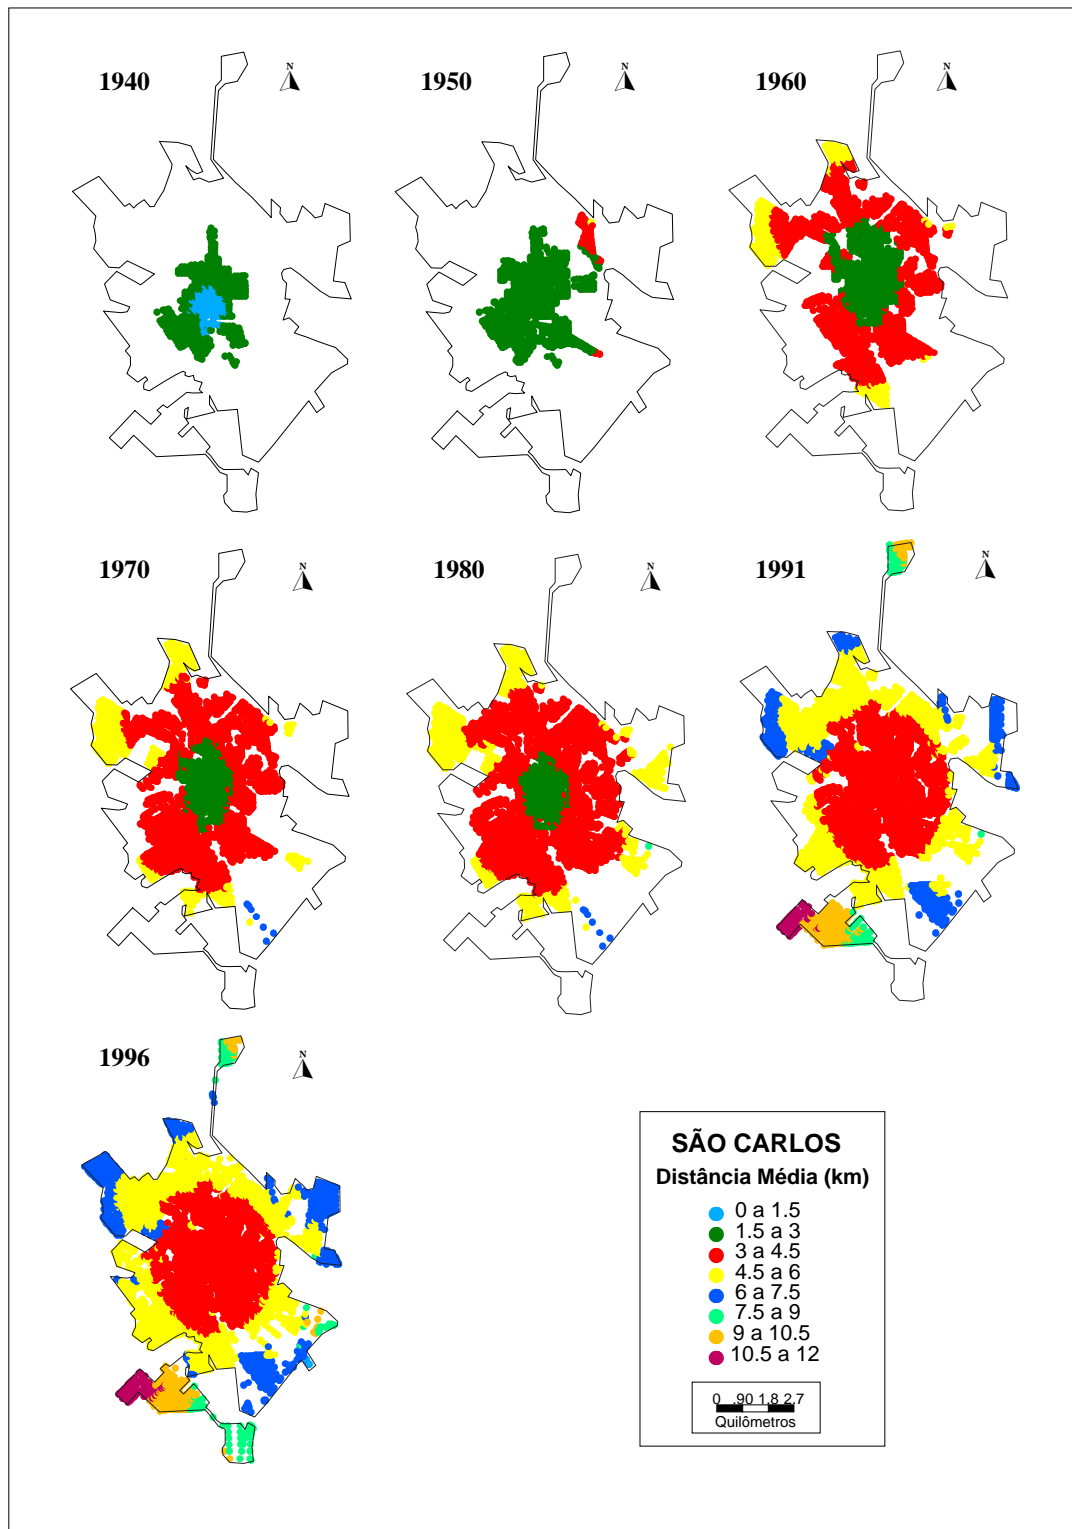 1940
N
1950
N
1960
N
1970
N
1980
N
1991
N
1996
N
SÃO CARLOS
Distância Média (km)
0 a 1.5
1.5 a 3
3 a 4.5
4.5 a 6
6 a 7.5
7.5 a 9
9 a 10.5
10.5 a 12
0 .90 1.8 2.7
Quilômetros